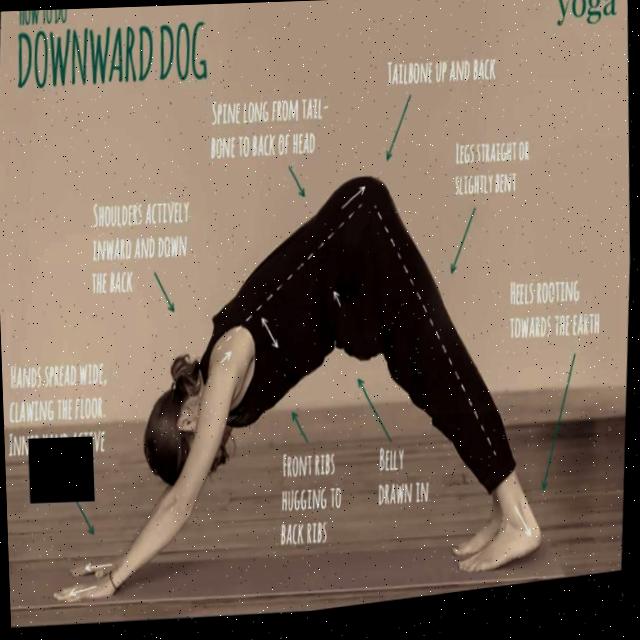 HOW TO DO
DOWNWARD DOG
yoga
TAILBONE UP AND BACK
SPINE LONG FROM TAIL-
BONE TO BACK OF HEAD
LEGS STRAIGHT OR
SLIGHTLY BENT
SHOULDERS ACTIVELY
INWARD AND DOWN
THE BACK
HEELS ROOTING
TOWARDS THE EARTH
HANDS SPREAD WIDE,
CLAWING THE FLOOR.
FRONT RIBS
HUGGING TO
BACK RIBS
BELLY
DRAWN IN